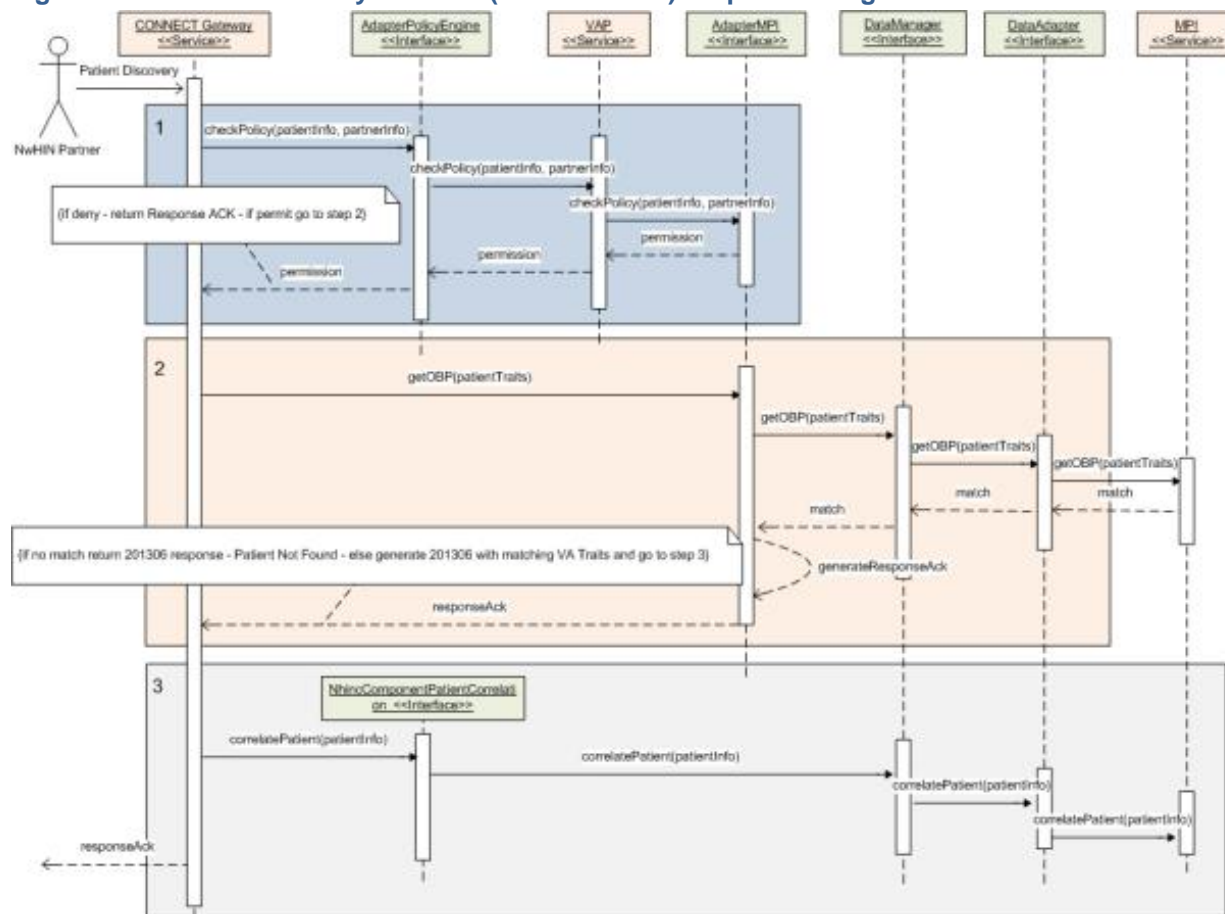 CONNECT Gateway
<<Service>>
AdapterPolicyEngine
<<Interface>>
VAP
<<Service>>
AdapterMPI
<<Interface>>
DataManager
<<Interface>>
DataAdapter
<<Interface>>
MPI
<<Service>>
Patient Discovery
NwHIN Partner
1
checkPolicy(patientInfo, partnerInfo)
checkPolicy(patientInfo, partnerInfo)
checkPolicy(patientInfo, partnerInfo)
{if deny - return Response ACK - if permit go to step 2}
permission
permission
permission
2
getOBP(patientTraits)
getOBP(patientTraits)
getOBP(patientTraits)
getOBP(patientTraits)
match
match
match
{If no match return 201306 response - Patient Not Found - else generate 201306 with matching VA Traits and go to step 3}
generateResponseAck
responseAck
3
NhincComponentPatientCorrelati
on <<Interface>>
correlatePatient(patientInfo)
correlatePatient(patientInfo)
correlatePatient(patientInfo)
correlatePatient(patientInfo)
responseAck